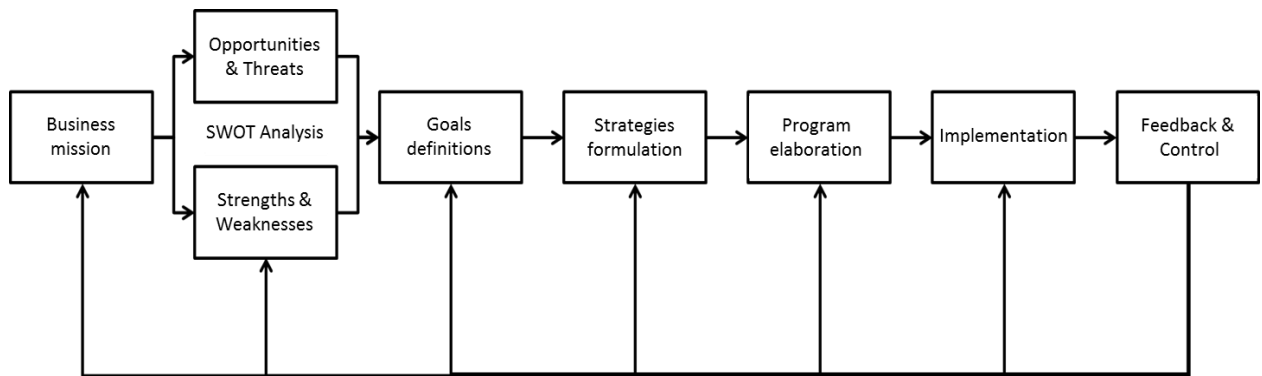 Business
mission
Opportunities
& Threats
SWOT Analysis
Strengths &
Weaknesses
Goals
definitions
Strategies
formulation
Program
elaboration
Implementation
Feedback &
Control